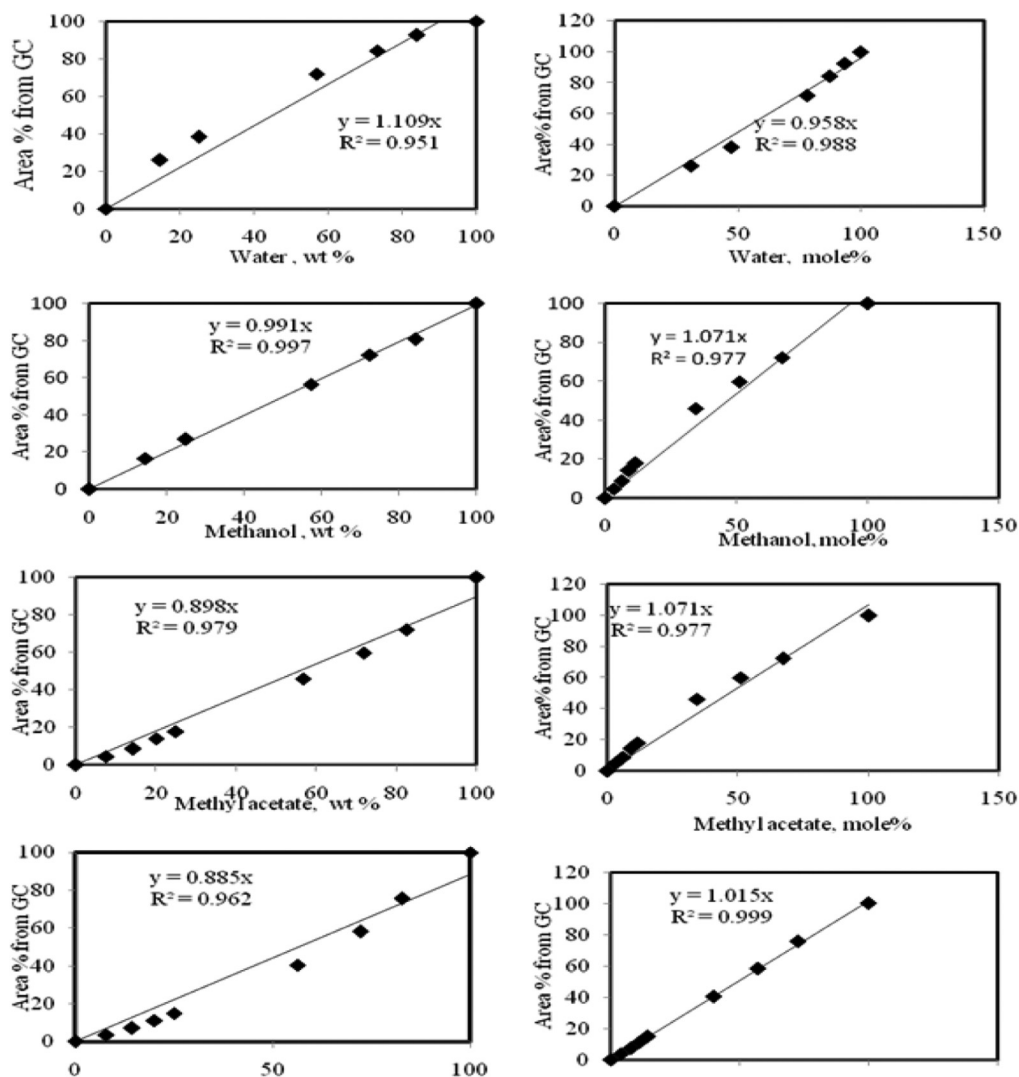 Area % from GC
100
80
60
40
20
0
y = 1.109x
R² = 0.951
0 20 40 60 80 100
Water , wt %
Area% from GC
120
100
80
60
40
20
0
y = 0.958x
R² = 0.988
0 50 100 150
Water, mole%
Area % from GC
100
80
60
40
20
0
y = 0.991x
R² = 0.997
0 20 40 60 80 100
Methanol , wt %
Area% from GC
100
80
60
40
20
0
y = 1.071x
R² = 0.977
0 50 100 150
Methanol, mole%
Area % from GC
100
80
60
40
20
0
y = 0.898x
R² = 0.979
0 20 40 60 80 100
Methyl acetate, wt %
Area% from GC
120
100
80
60
40
20
0
y = 1.071x
R² = 0.977
0 50 100 150
Methyl acetate, mole%
Area % from GC
100
80
60
40
20
0
y = 0.885x
R² = 0.962
0 100
Area % from GC
120
100
80
60
40
20
0
y = 1.015x
R² = 0.999